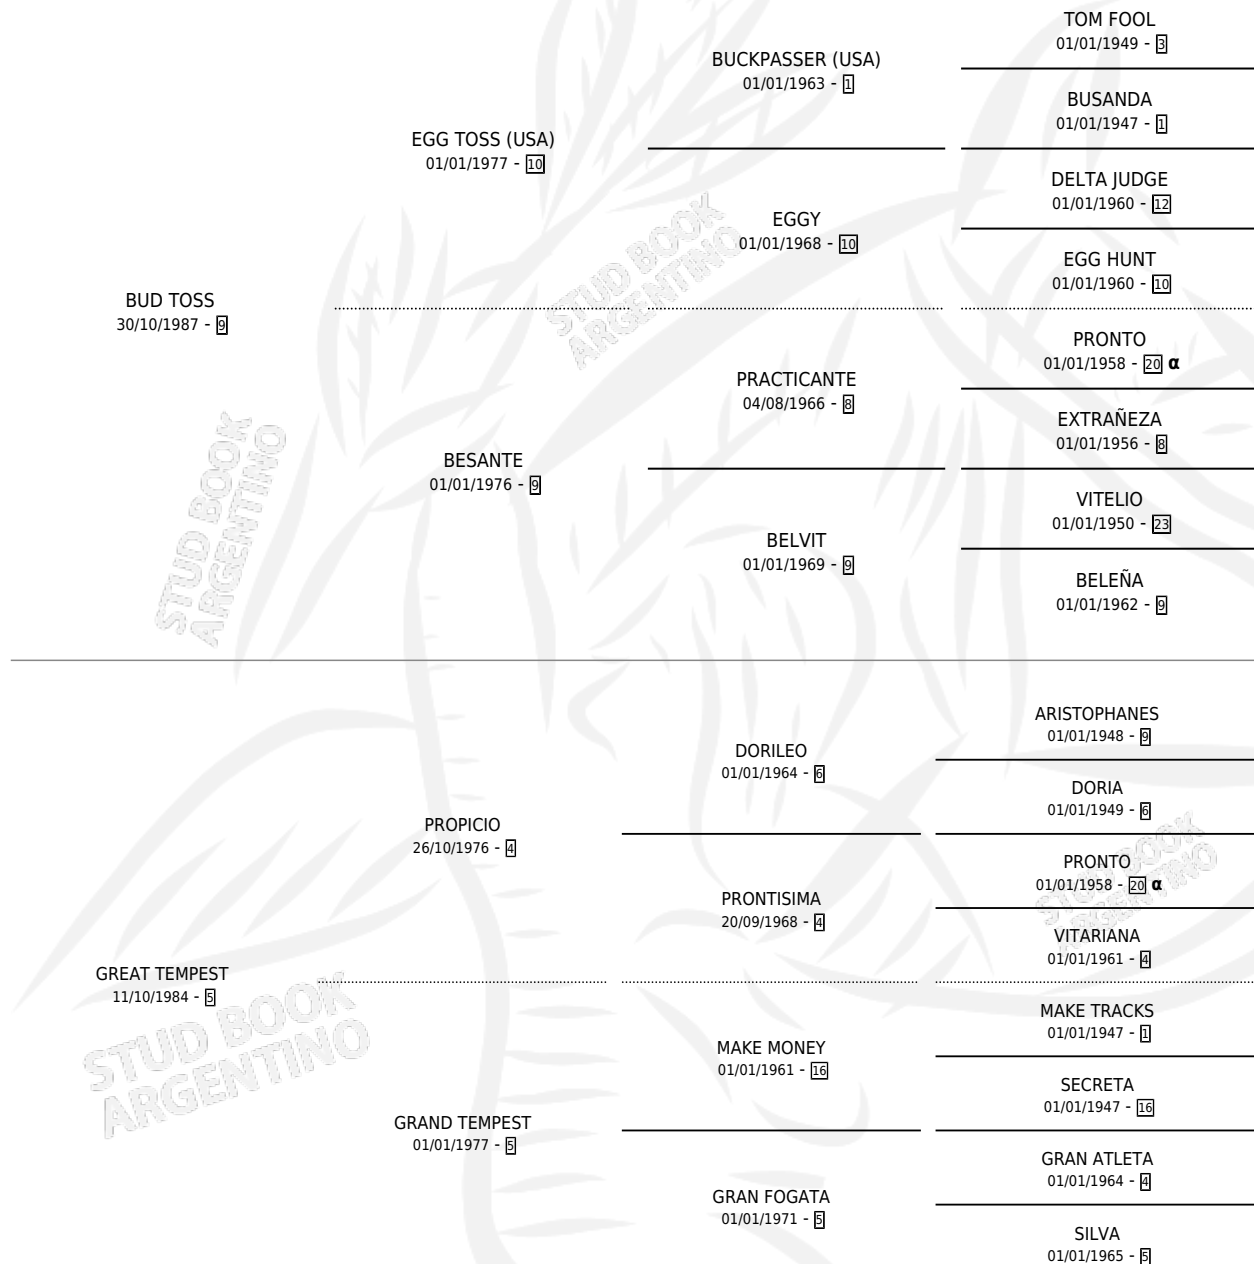 TOM FOOL
01/01/1949 - 3
BUCKPASSER (USA)
01/01/1963 - 1
BUSANDA
01/01/1947 - 1
EGG TOSS (USA)
01/01/1977 - 10
DELTA JUDGE
01/01/1960 - 12
EGGY
01/01/1968 - 10
EGG HUNT
01/01/1960 - 10
BUD TOSS
30/10/1987 - 9
PRONTO
01/01/1958 - 20 α
PRACTICANTE
04/08/1966 - 8
EXTRAÑEZA
01/01/1956 - 8
BESANTE
01/01/1976 - 9
VITELIO
01/01/1950 - 23
BELVIT
01/01/1969 - 9
BELEÑA
01/01/1962 - 9
ARISTOPHANES
01/01/1948 - 9
DORILEO
01/01/1964 - 6
DORIA
01/01/1949 - 6
PROPICIO
26/10/1976 - 4
PRONTO
01/01/1958 - 20 α
PRONTISIMA
20/09/1968 - 4
VITARIANA
01/01/1961 - 4
GREAT TEMPEST
11/10/1984 - 5
MAKE TRACKS
01/01/1947 - 1
MAKE MONEY
01/01/1961 - 16
SECRETA
01/01/1947 - 16
GRAND TEMPEST
01/01/1977 - 5
GRAN ATLETA
01/01/1964 - 4
GRAN FOGATA
01/01/1971 - 5
SILVA
01/01/1965 - 5
STUD BOOK
ARGENTINO
STUD BOOK
ARGENTINO
STUD BOOK
ARGENTINO
STUD BOOK
ARGENTINO